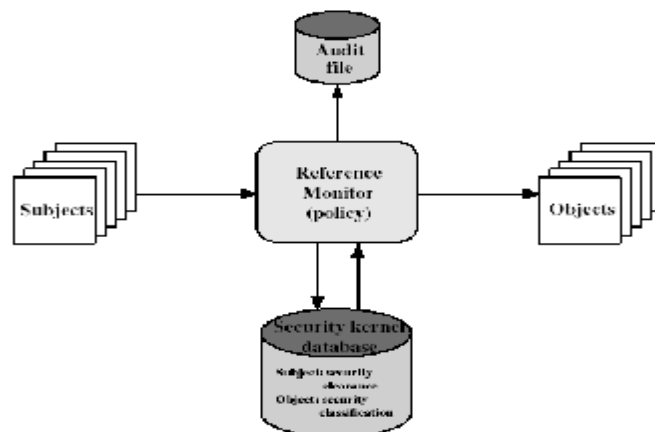 Audit
file
Reference
Monitor
(policy)
Subjects
Objects
Security kernel
database
Subject: security
clearance
Object: security
classification